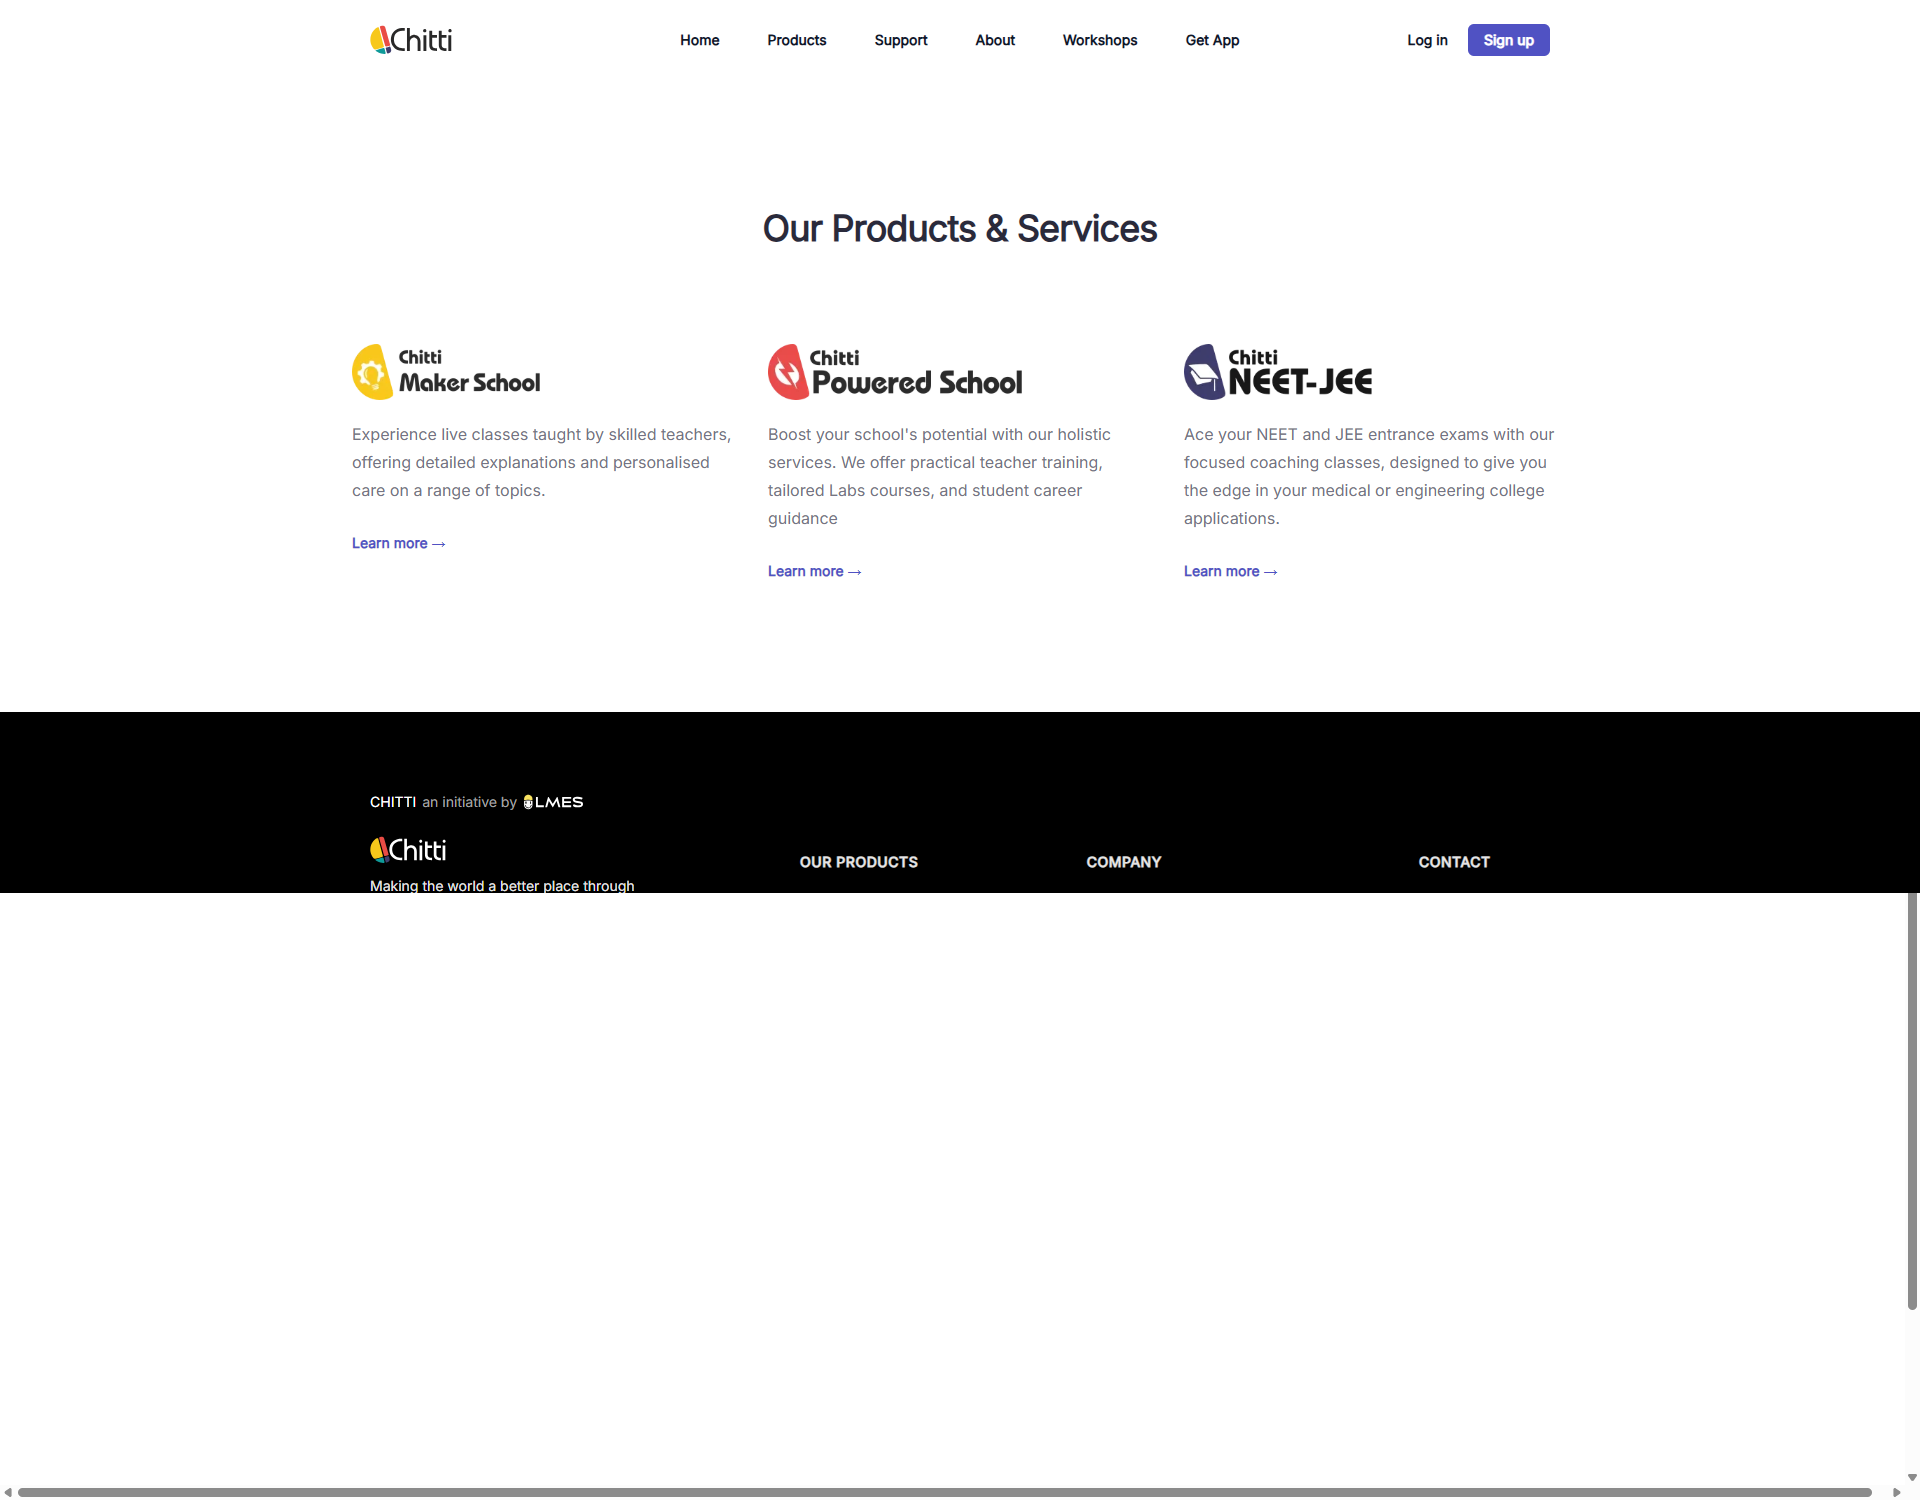 Chitti
Home Products Support About Workshops Get App
Log in Sign up
Our Products & Services
Chitti
Maker School
Experience live classes taught by skilled teachers,
offering detailed explanations and personalised
care on a range of topics.
Learn more →
Chitti
Powered School
Boost your school's potential with our holistic
services. We offer practical teacher training,
tailored Labs courses, and student career
guidance
Learn more →
Chitti
NEET-JEE
Ace your NEET and JEE entrance exams with our
focused coaching classes, designed to give you
the edge in your medical or engineering college
applications.
Learn more →
CHITTI an initiative by LMES
Chitti
Making the world a better place through
OUR PRODUCTS
COMPANY
CONTACT